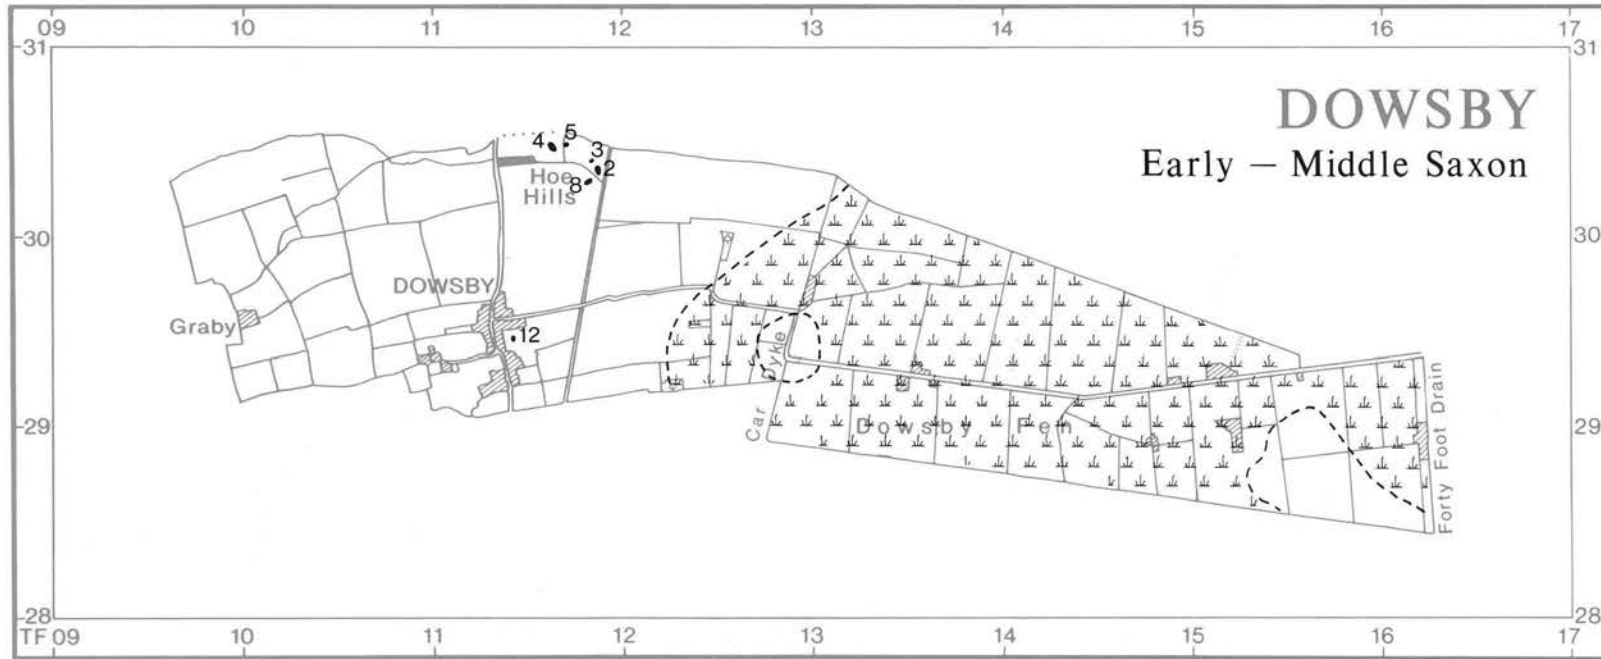 09 10 11 12 13 14 15 16 17
31 31
DOWSBY
Early – Middle Saxon
4 5
3
2
8
Hoe
Hills
30 30
DOWSBY
Graby
12
Car Dyke
Dowsby Fen
Forty Foot Drain
29 29
28 28
TF 09 10 11 12 13 14 15 16 17